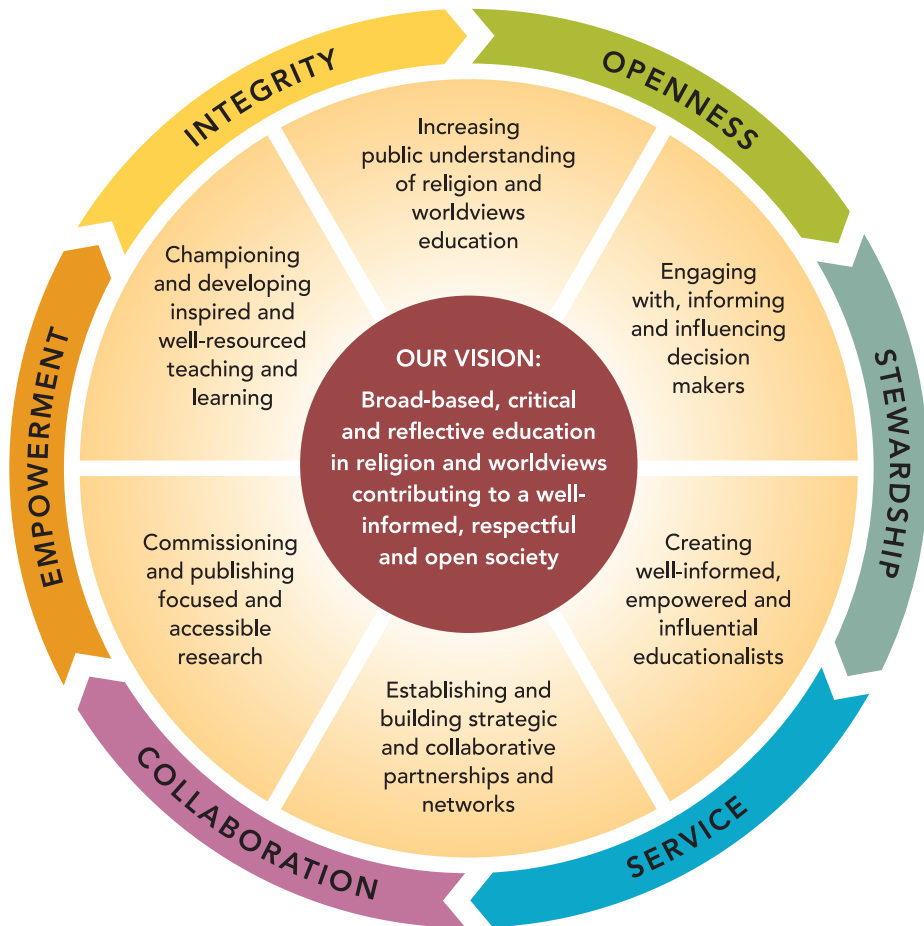 INTEGRITY
OPENNESS
STEWARDSHIP
SERVICE
COLLABORATION
EMPOWERMENT
Increasing
public understanding
of religion and
worldviews
education
Engaging
with, informing
and influencing
decision
makers
Creating
well-informed,
empowered and
influential
educationalists
Establishing and
building strategic
and collaborative
partnerships and
networks
Commissioning
and publishing
focused and
accessible
research
Championing
and developing
inspired and
well-resourced
teaching and
learning
OUR VISION:
Broad-based, critical
and reflective education
in religion and worldviews
contributing to a well-
informed, respectful
and open society